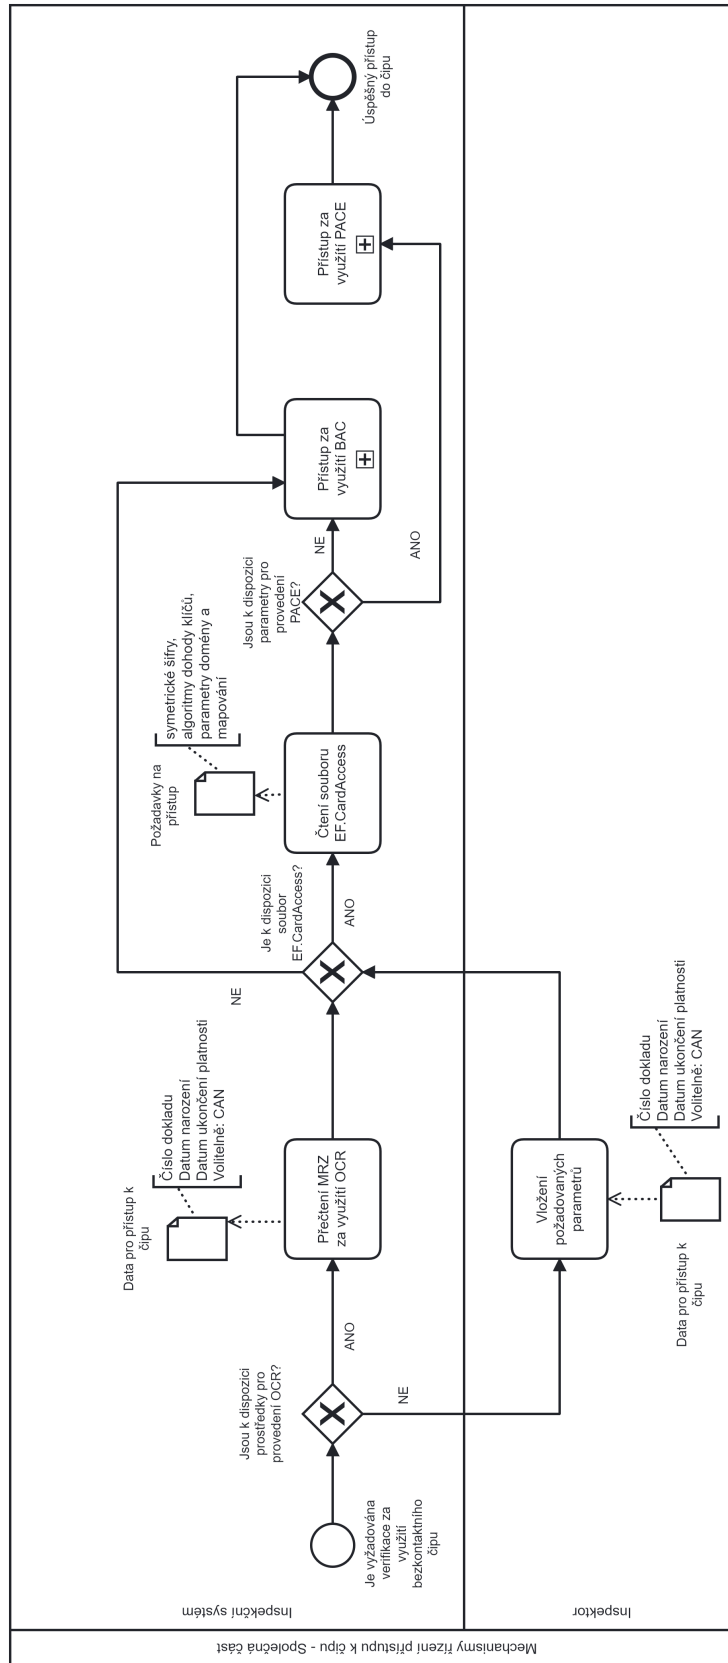 Mechanismy řízení přístupu k čipu - Společná část
Inspekční systém
Inspektor
Je vyžadována
verifikace za
využití
bezkontaktního
čipu
Jsou k dispozici
prostředky pro
provedení OCR?
ANO
NE
Přečtení MRZ
za využití OCR
Data pro přístup k
čipu
Číslo dokladu
Datum narození
Datum ukončení platnosti
Volitelně: CAN
Vložení
požadovaných
parametrů
Data pro přístup k
čipu
Číslo dokladu
Datum narození
Datum ukončení platnosti
Volitelně: CAN
Je k dispozici
soubor
EF.CardAccess?
NE
ANO
Čtení souboru
EF.CardAccess
Požadavky na
přístup
symetrické šifry,
algoritmy dohody klíčů,
parametry domény a
mapování
Jsou k dispozici
parametry pro
provedení
PACE?
NE
ANO
Přístup za
využítí BAC
Přístup za
využítí PACE
Úspěšný přístup
do čipu